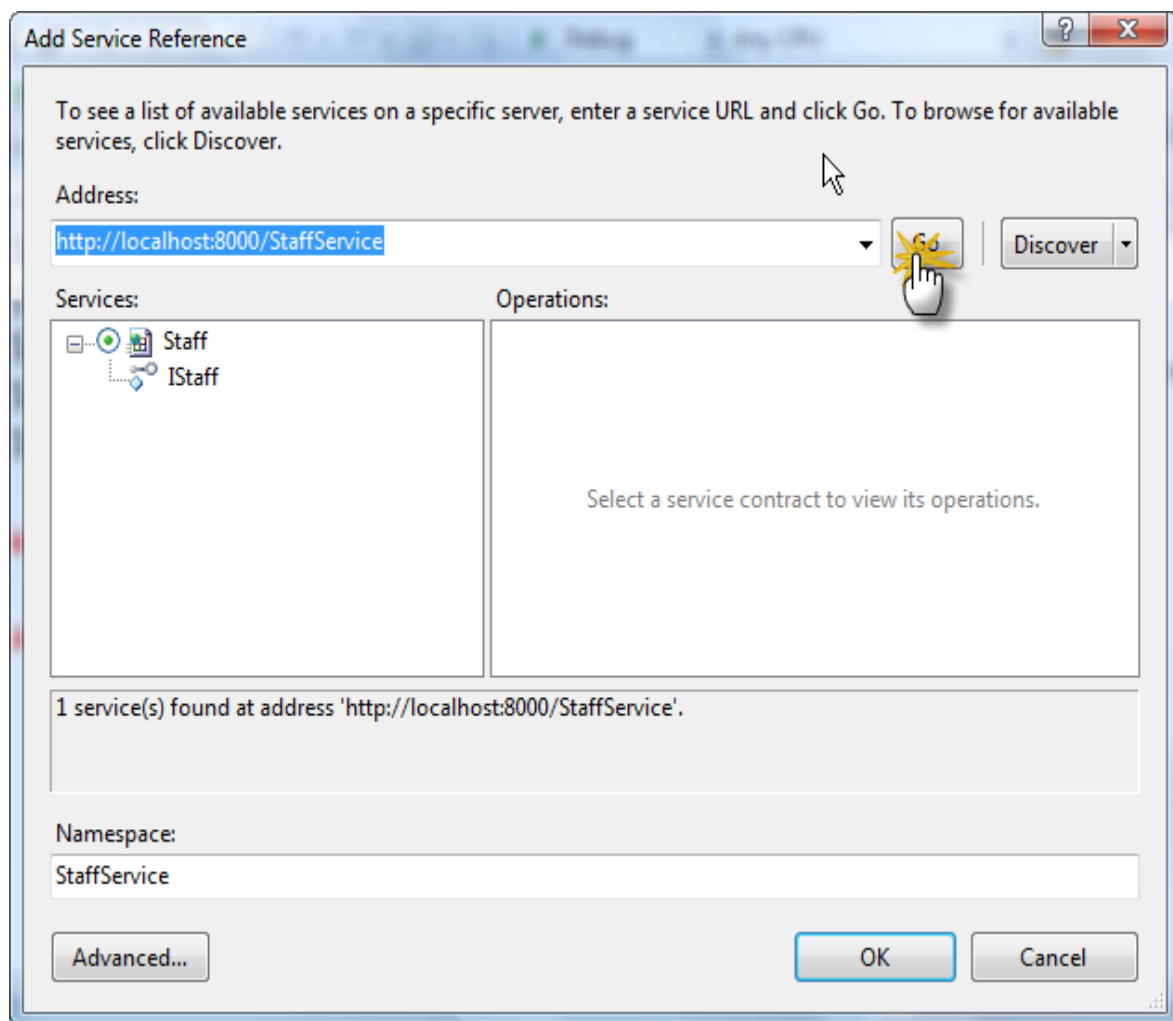 Add Service Reference
To see a list of available services on a specific server, enter a service URL and click Go. To browse for available
services, click Discover.
Address:
http://localhost:8000/StaffService
Go
Discover
Services:
Operations:
Staff
IStaff
Select a service contract to view its operations.
1 service(s) found at address 'http://localhost:8000/StaffService'.
Namespace:
StaffService
Advanced...
OK
Cancel